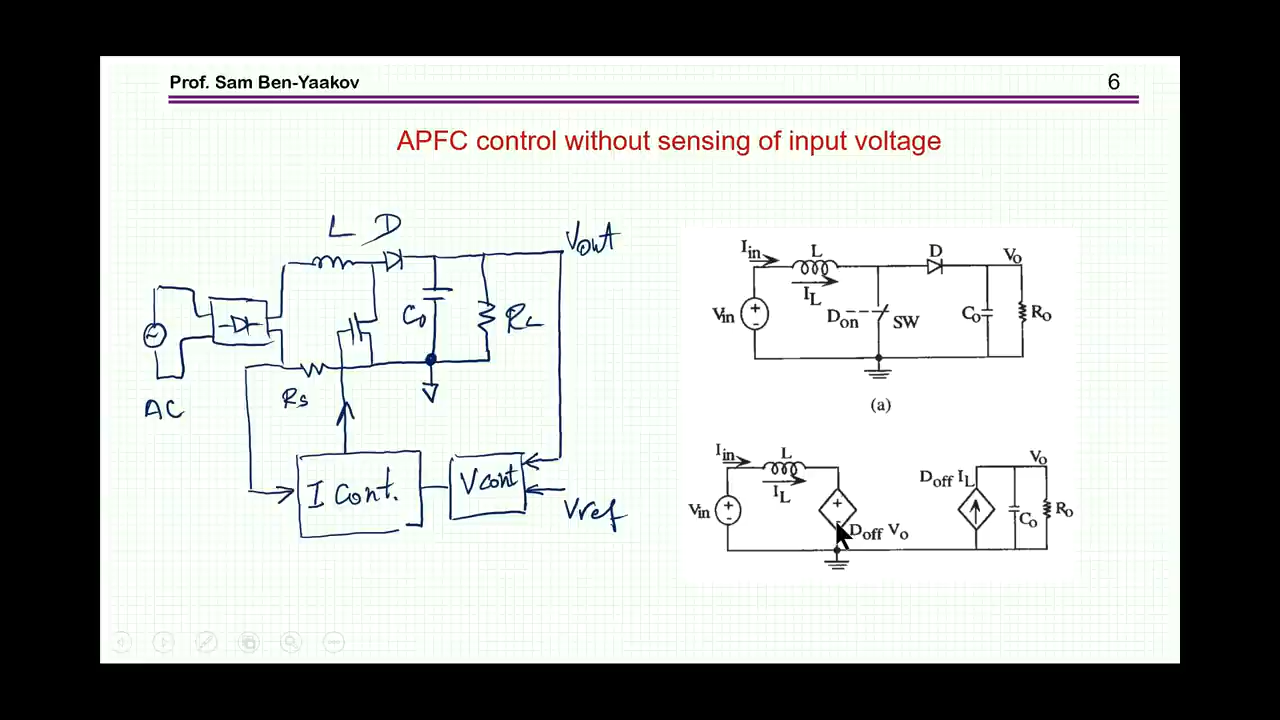 Prof. Sam Ben-Yaakov
6
APFC control without sensing of input voltage
L D
Vout
Co
RL
AC
Rs
I Cont.
Vcont
Vref
Iin
L
D
Vo
IL
Vin
Don
SW
Co
Ro
(a)
Iin
L
IL
Vin
Doff Vo
Doff IL
Vo
Co
Ro